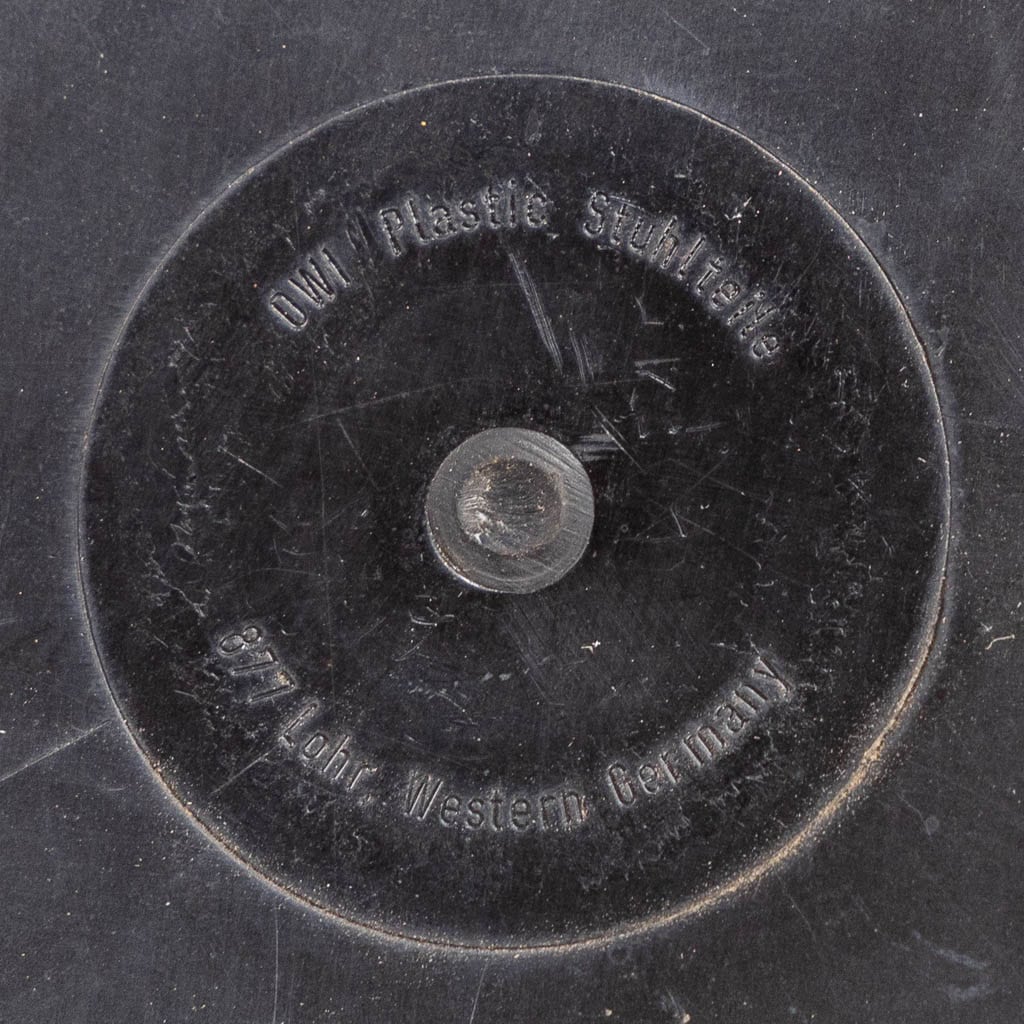 OWI Plastic Stuhlteile
877 Lohr, Western Germany